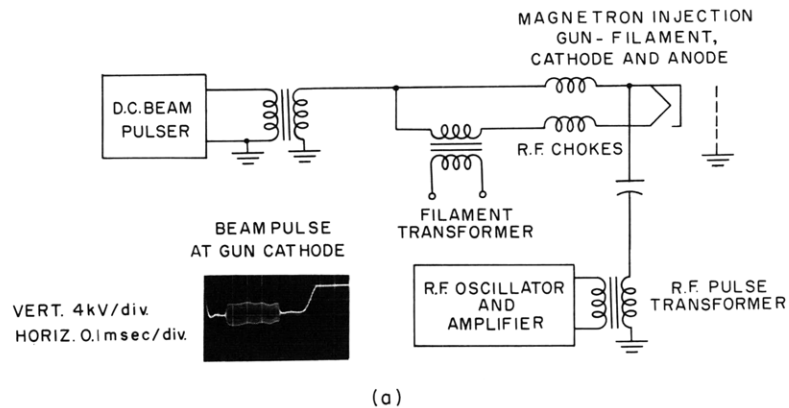 MAGNETRON INJECTION
GUN - FILAMENT,
CATHODE AND ANODE
D.C. BEAM
PULSER
R.F. CHOKES
FILAMENT
TRANSFORMER
BEAM PULSE
AT GUN CATHODE
VERT. 4kV/div.
HORIZ. 0.1msec/div.
R.F. OSCILLATOR
AND
AMPLIFIER
R.F. PULSE
TRANSFORMER
(a)